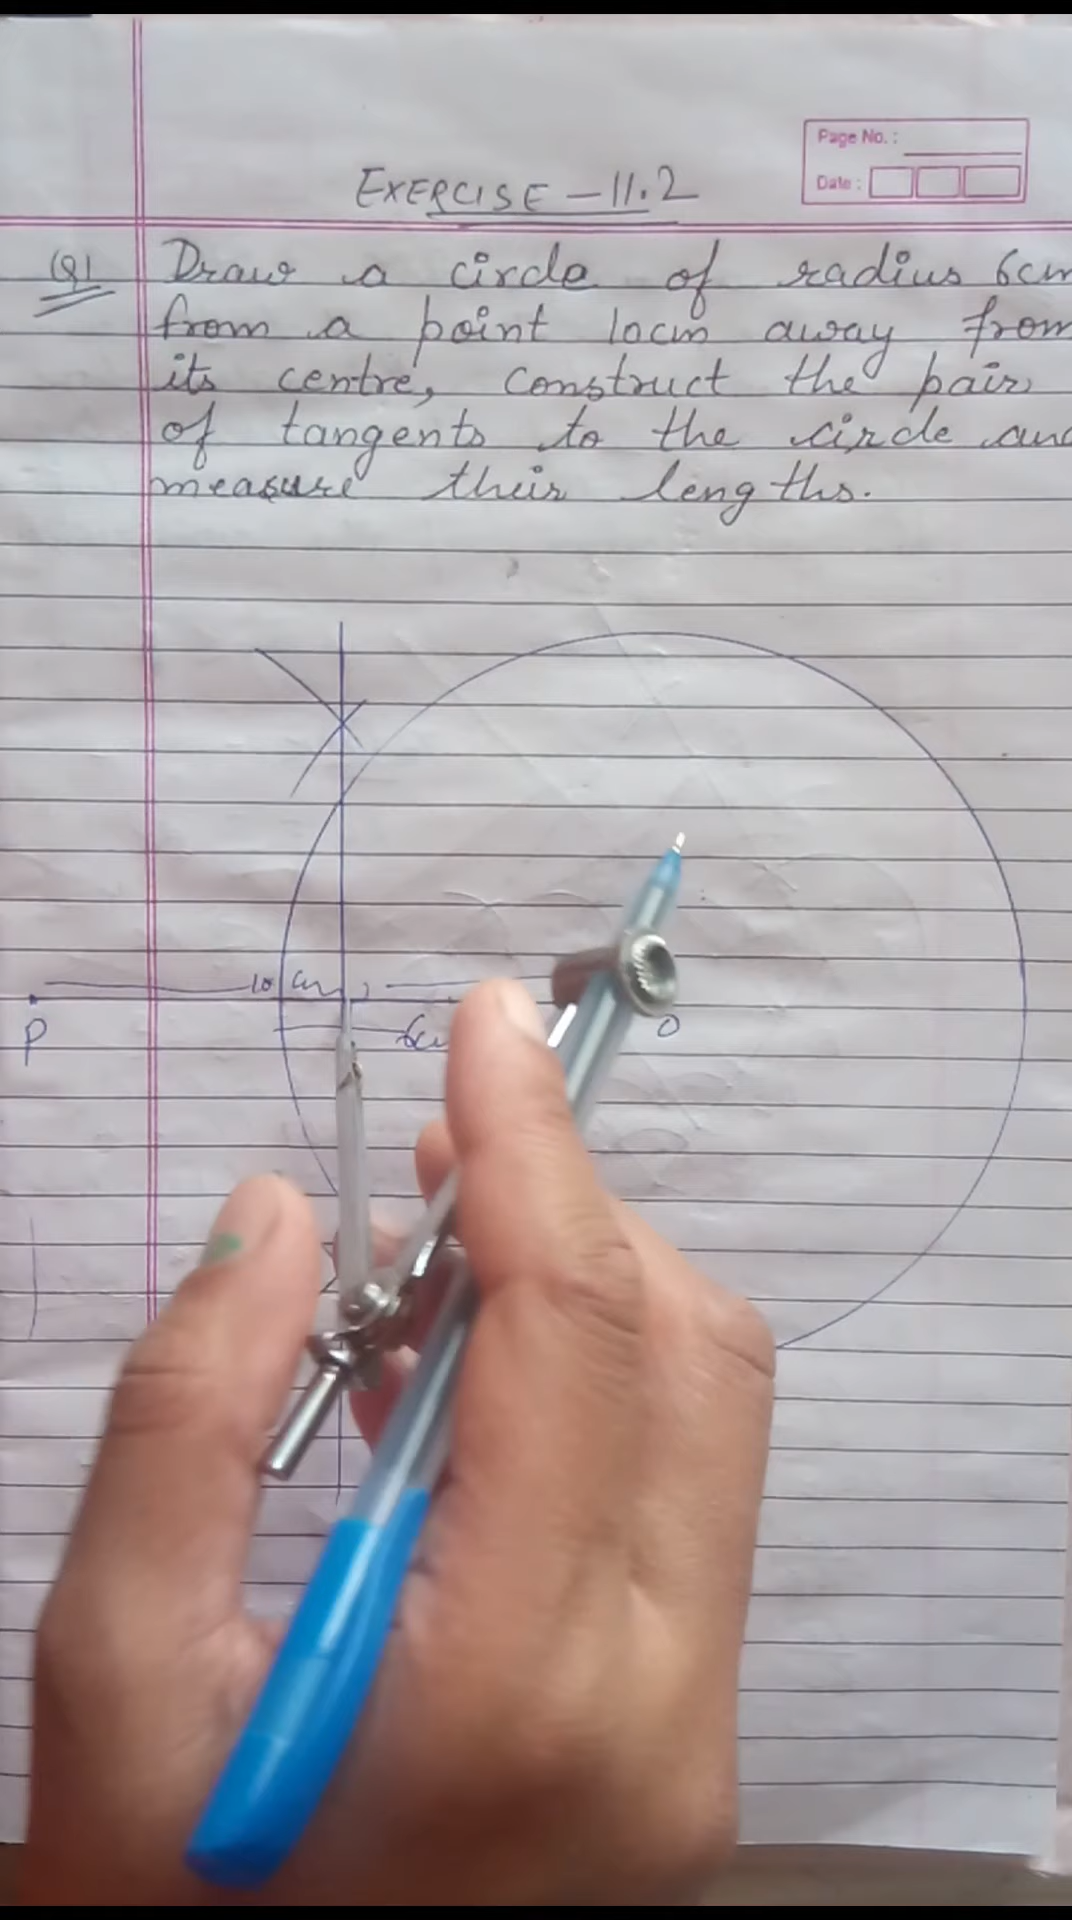 Page No. :
Date :
EXERCISE - 11.2
Q1 Draw a circle of radius 6cm
from a point 10cm away from
its centre, construct the pair
of tangents to the circle and
measure their lengths.
10 cm
P
6c
O